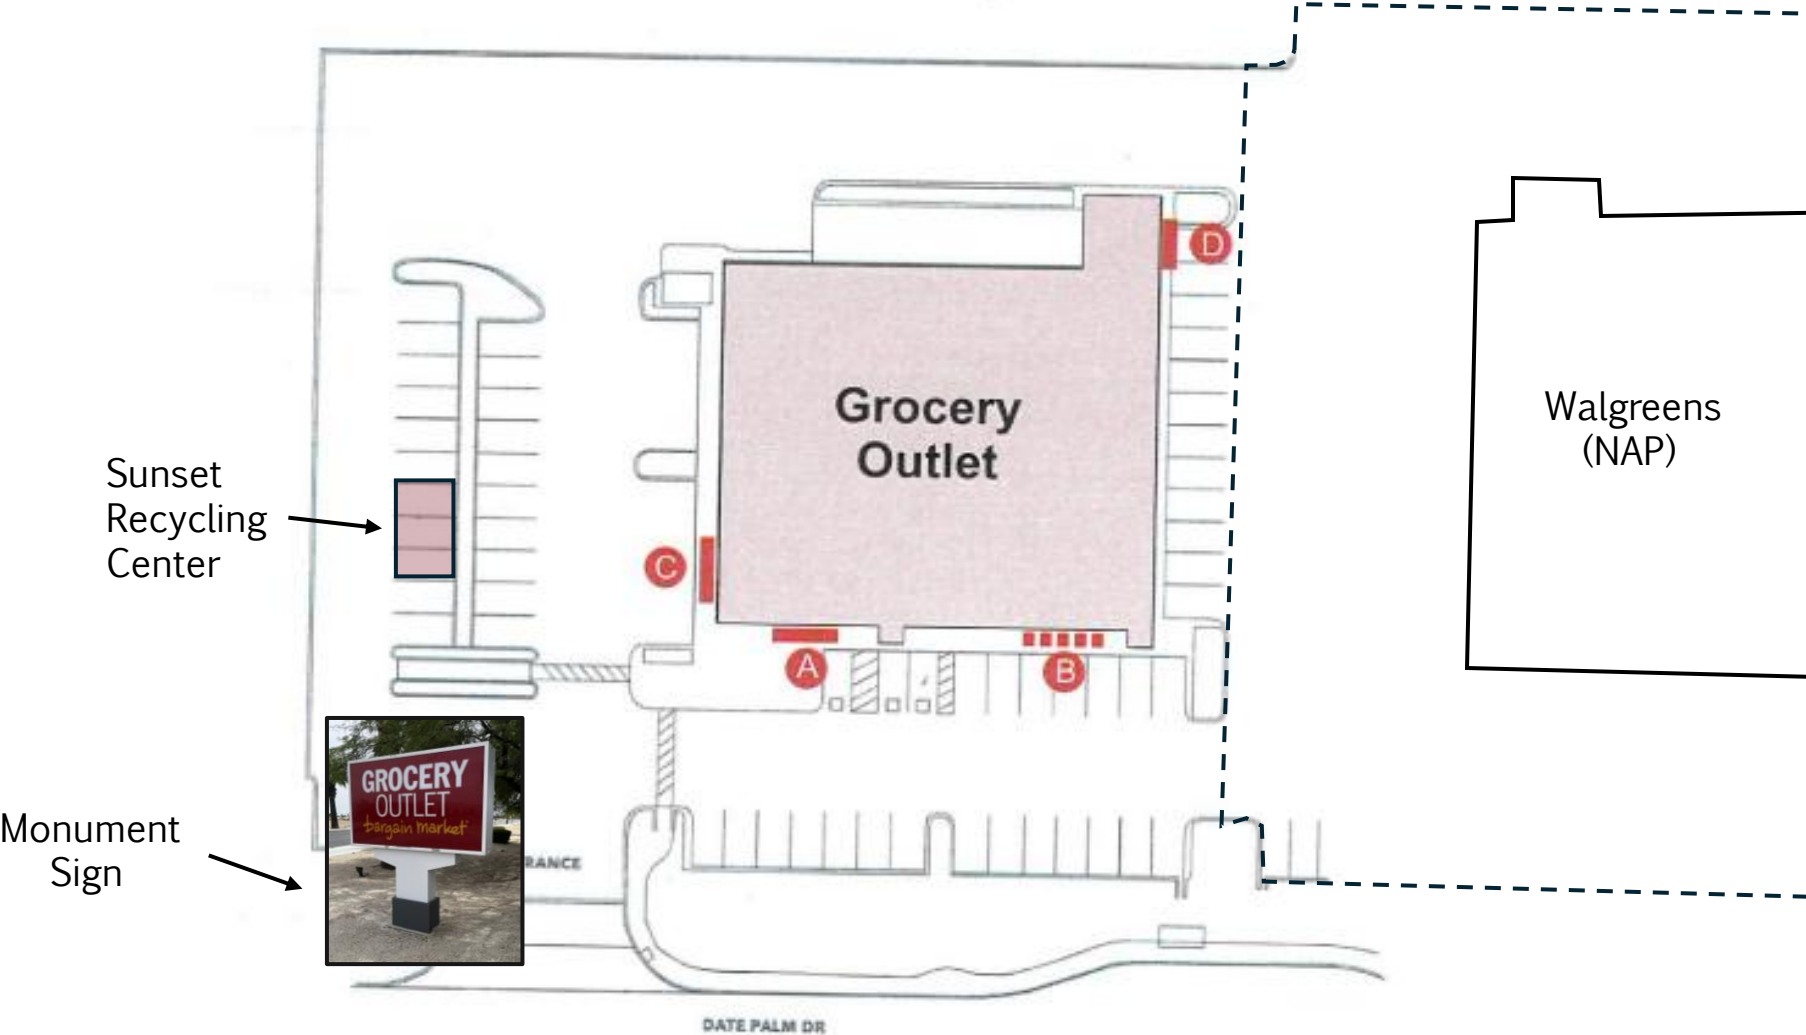 D
Grocery
Outlet
Walgreens
(NAP)
Sunset
Recycling
Center
C
A
B
GROCERY
OUTLET
bargain market
Monument
Sign
RANCE
DATE PALM DR